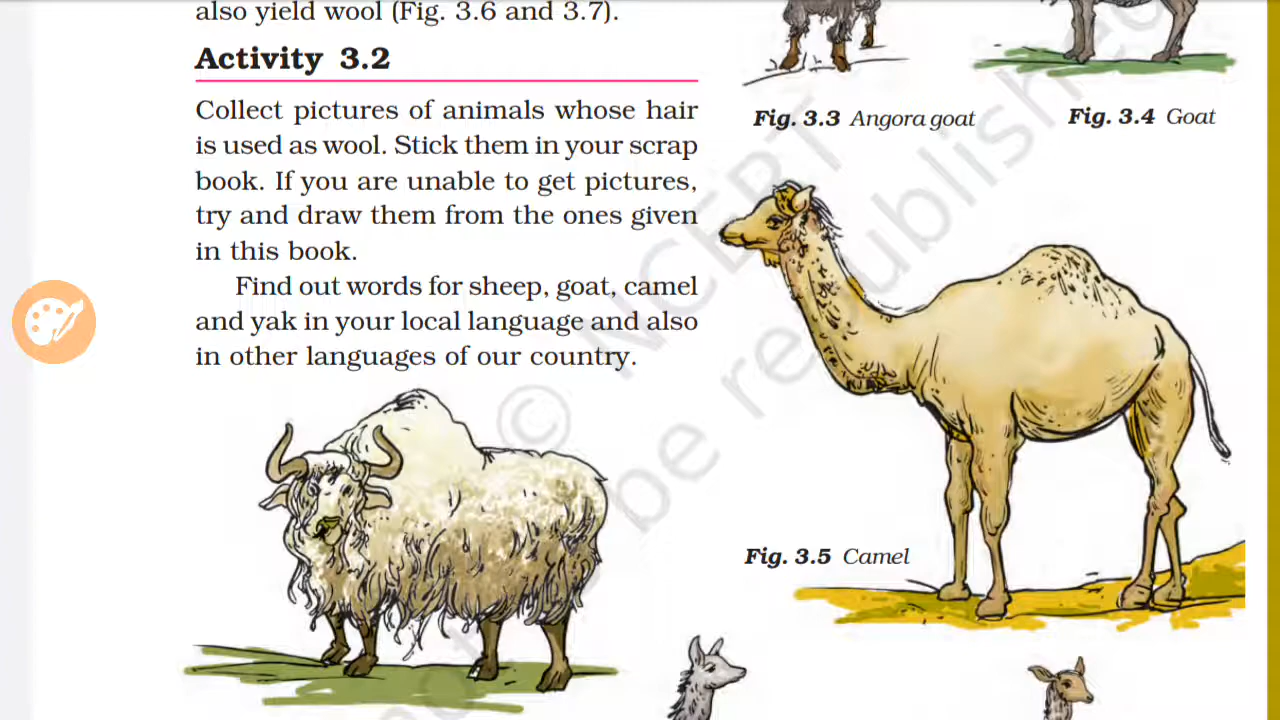 also yield wool (Fig. 3.6 and 3.7).
Activity 3.2
Collect pictures of animals whose hair
is used as wool. Stick them in your scrap
book. If you are unable to get pictures,
try and draw them from the ones given
in this book.
Find out words for sheep, goat, camel
and yak in your local language and also
in other languages of our country.
Fig. 3.3 Angora goat
Fig. 3.4 Goat
Fig. 3.5 Camel
© NCERT
be republished